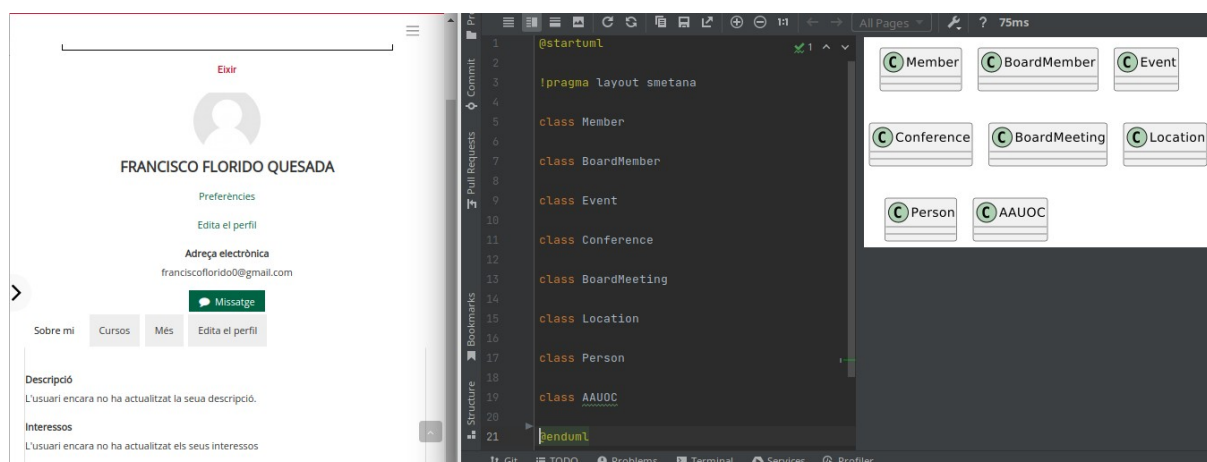 Eixir
FRANCISCO FLORIDO QUESADA
Preferències
Edita el perfil
Adreça electrònica
franciscoflorido0@gmail.com
Missatge
Sobre mi Cursos Més Edita el perfil
Descripció
L'usuari encara no ha actualitzat la seua descripció.
Interessos
L'usuari encara no ha actualitzat els seus interessos
Commit
Pull Requests
Bookmarks
Structure
1:1 All Pages ? 75ms
1 @startuml
1
2
3 !pragma layout smetana
4
5 class Member
6
7 class BoardMember
8
9 class Event
10
11 class Conference
12
13 class BoardMeeting
14
15 class Location
16
17 class Person
18
19 class AAUOC
20
21 @enduml
C Member C BoardMember C Event
C Conference C BoardMeeting C Location
C Person C AAUOC
Git TODO Problems Terminal Services Profiler